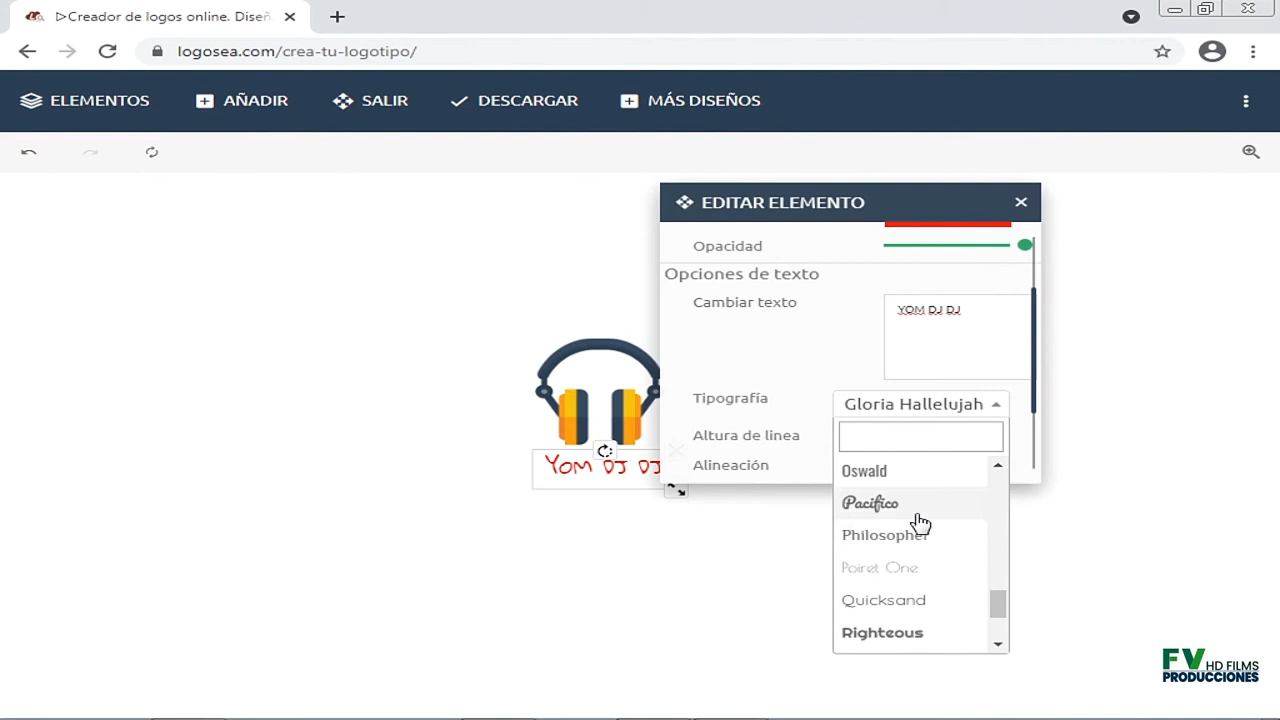 ▷Creador de logos online. Diseñ
logosea.com/crea-tu-logotipo/
ELEMENTOS
AÑADIR
SALIR
DESCARGAR
MÁS DISEÑOS
EDITAR ELEMENTO
Opacidad
Opciones de texto
Cambiar texto
YOM DJ DJ
Tipografía
Gloria Hallelujah
Altura de linea
Alineación
YOM DJ DJ
Oswald
Pacifico
Philosopher
Poiret One
Quicksand
Righteous
FV HD FILMS
PRODUCCIONES